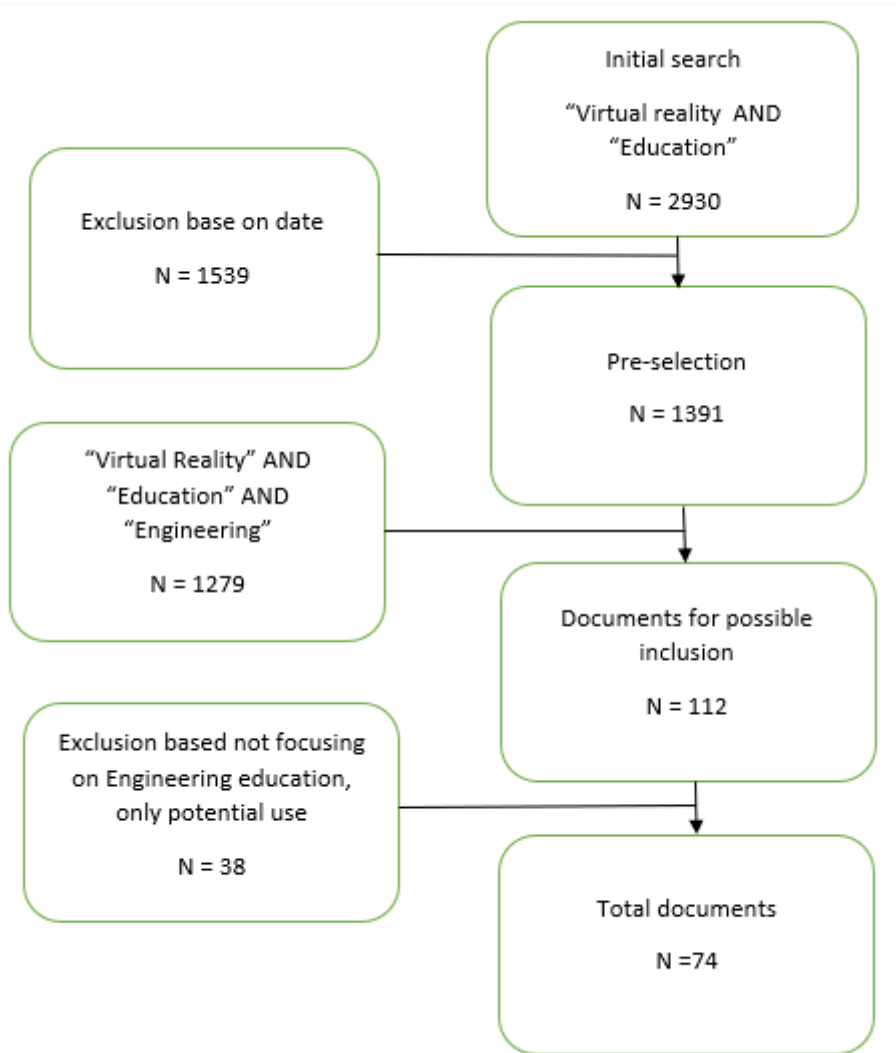 Initial search
“Virtual reality AND
“Education”
N = 2930
Exclusion base on date
N = 1539
Pre-selection
N = 1391
“Virtual Reality” AND
“Education” AND
“Engineering”
N = 1279
Documents for possible
inclusion
N = 112
Exclusion based not focusing
on Engineering education,
only potential use
N = 38
Total documents
N =74